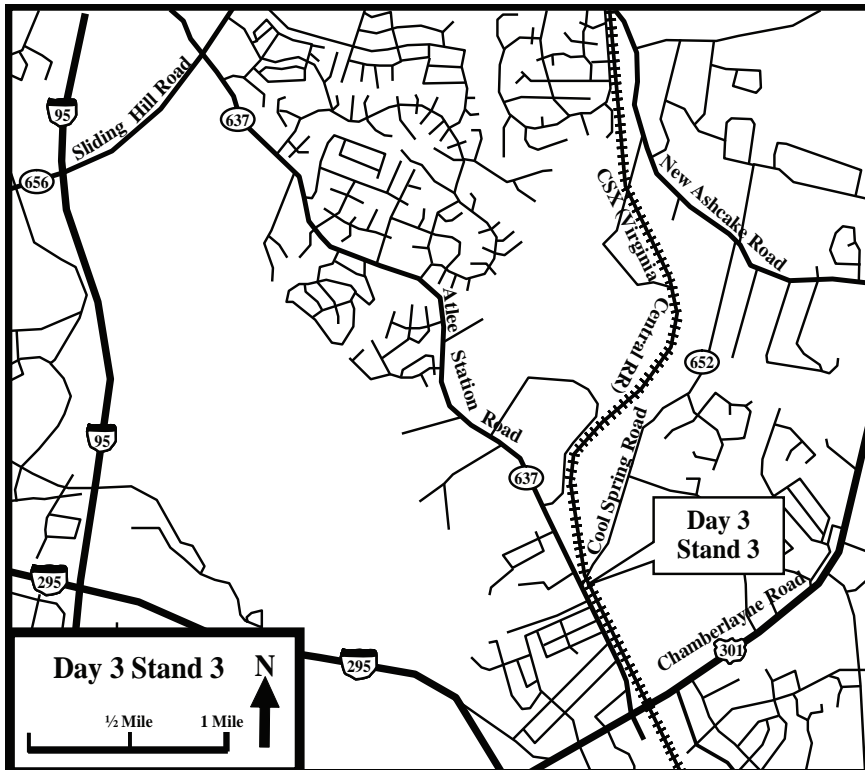 95
Sliding Hill Road
637
656
New Ashcake Road
CSX (Virginia Central RR)
Atlee Station Road
652
95
637
Cool Spring Road
Day 3
Stand 3
295
Chamberlayne Road
301
295
Day 3 Stand 3
N
½ Mile
1 Mile